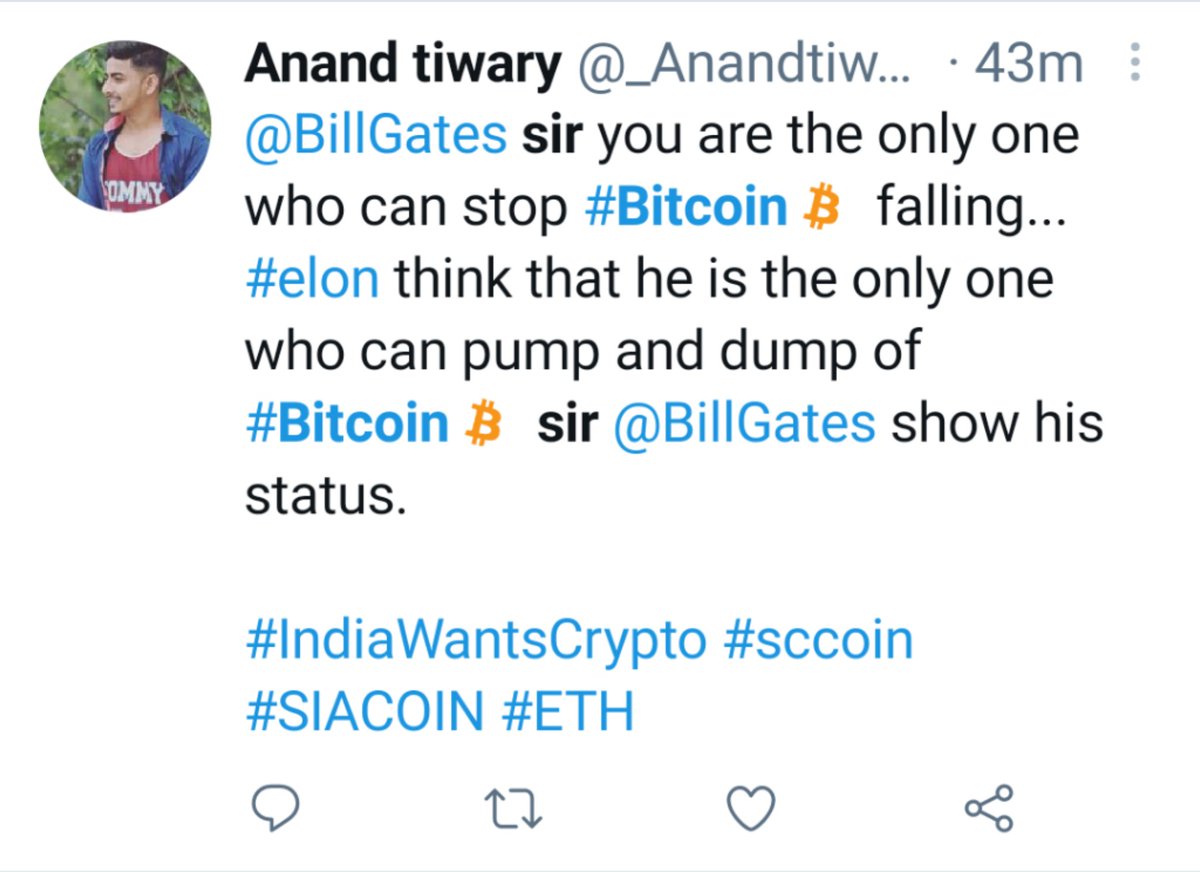 Anand tiwary @_Anandtiw... · 43m
@BillGates sir you are the only one
who can stop #Bitcoin falling...
#elon think that he is the only one
who can pump and dump of
#Bitcoin sir @BillGates show his
status.
#IndiaWantsCrypto #sccoin
#SIACOIN #ETH
OMMY